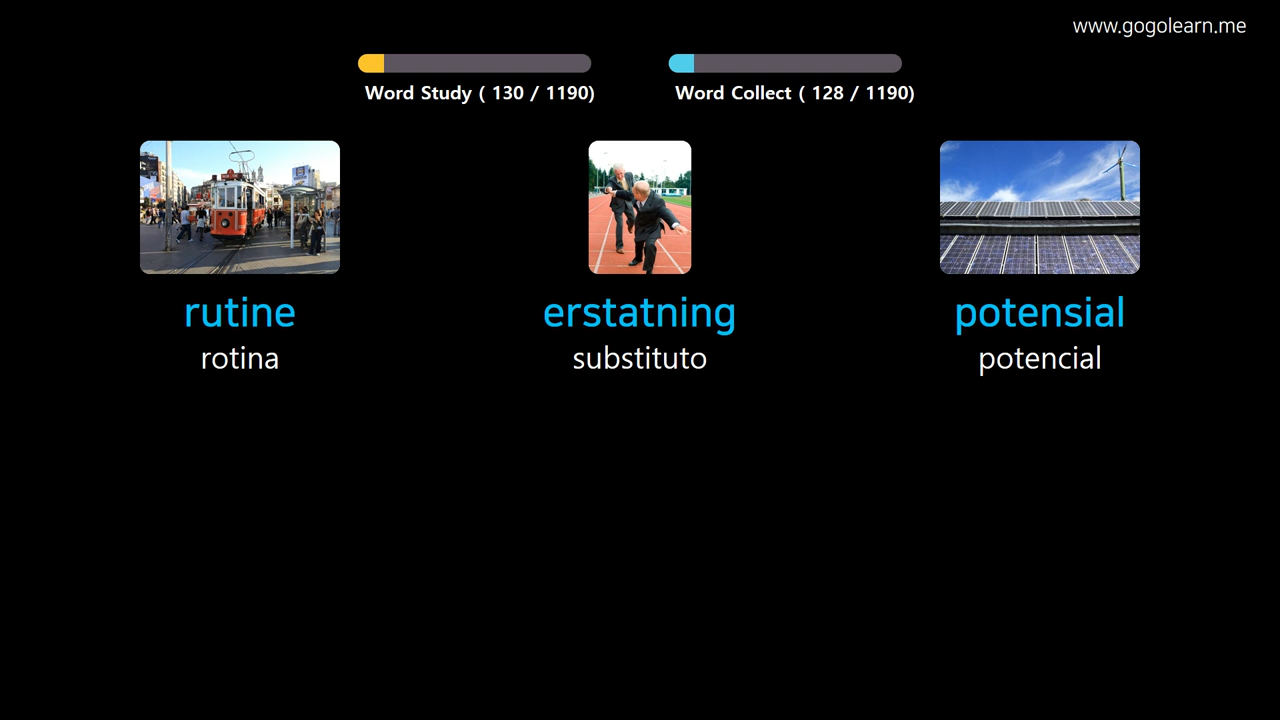 www.gogolearn.me
Word Study ( 130 / 1190)
Word Collect ( 128 / 1190)
rutine
erstatning
potensial
rotina
substituto
potencial